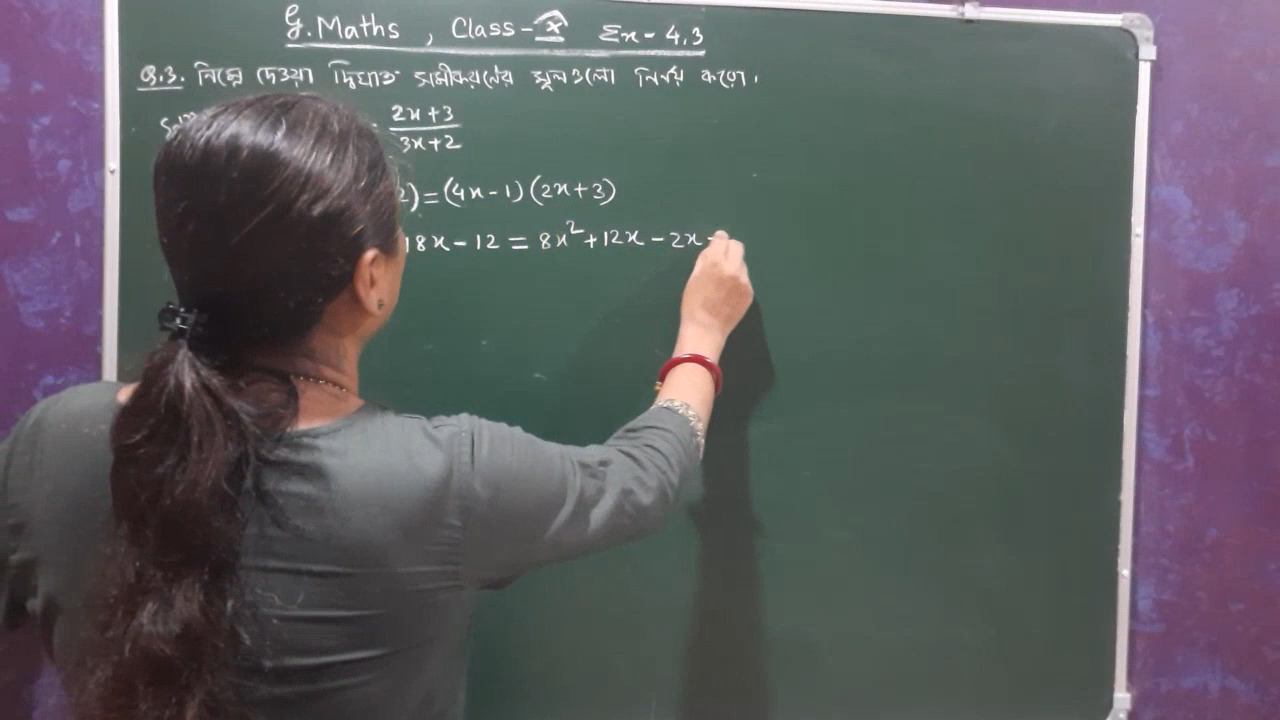 G. Maths , Class - X Ex - 4.3
Q.3. নিম্নে দেওয়া দ্বিঘাত সমীকরণের মূলগুলো নির্ণয় করো।
2x+3
3x+2
2) = (4x-1) (2x+3)
18x - 12 = 8x² + 12x - 2x -